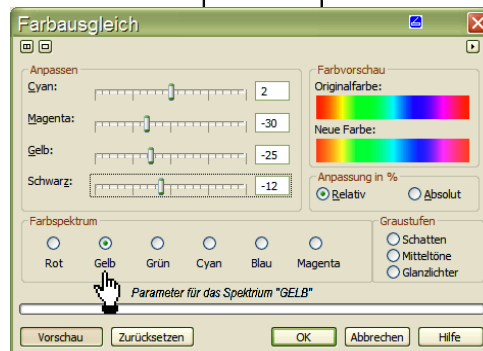 Farbausgleich
Anpassen
Cyan: 2
Magenta: -30
Gelb: -25
Schwarz: -12
Farbvorschau
Originalfarbe:
Neue Farbe:
Anpassung in %
Relativ Absolut
Farbspektrum
Rot Gelb Grün Cyan Blau Magenta
Graustufen
Schatten
Mitteltöne
Glanzlichter
Parameter für das Spektrium "GELB"
Vorschau Zurücksetzen OK Abbrechen Hilfe